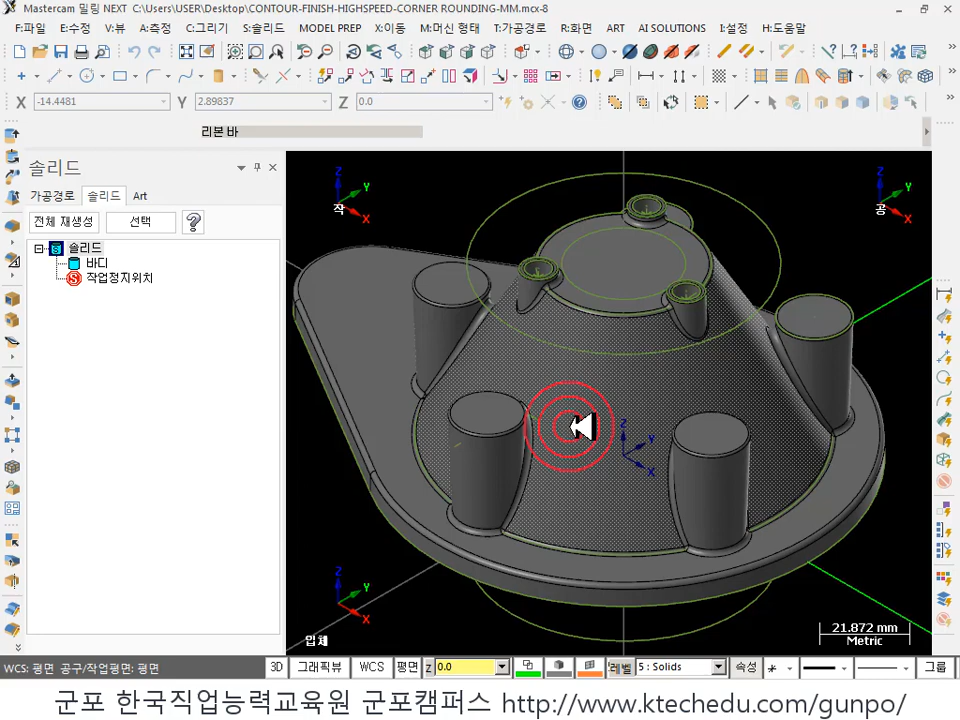 Mastercam 밀링 NEXT C:\Users\USER\Desktop\CONTOUR-FINISH-HIGHSPEED-CORNER ROUNDING-MM.mcx-8
F:파일 E:수정 V:뷰 A:측정 C:그리기 S:솔리드 MODEL PREP X:이동 M:머신 형태 T:가공경로 R:화면 ART AI SOLUTIONS I:설정 H:도움말
X -14.4481 Y 2.89837 Z 0.0
리본 바
솔리드
가공경로 솔리드 Art
전체 재생성 선택
솔리드
바디
작업정지위치
Z Y X 작
Z Y X 공
Z Y X
Z Y X
입체
21.872 mm
Metric
WCS: 평면 공구/작업평면: 평면 3D 그래픽뷰 WCS 평면 Z 0.0 레벨 5 : Solids 속성 그룹
군포 한국직업능력교육원 군포캠퍼스 http://www.ktechedu.com/gunpo/